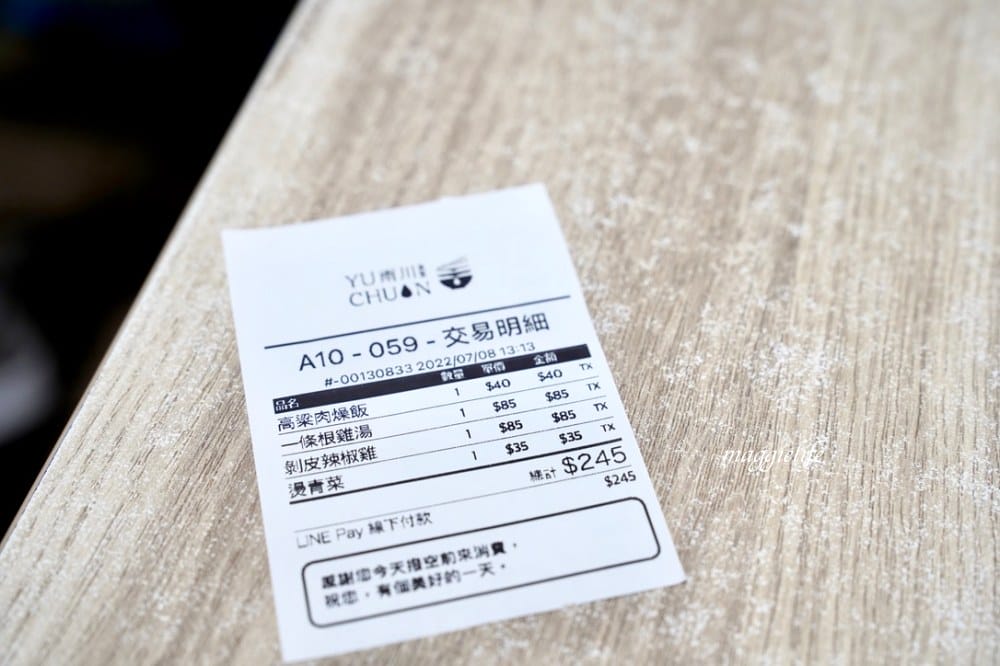 YU雨川
CHUAN
A10 - 059 - 交易明細
#-00130833 2022/07/08 13:13
品名 數量 單價 金額
高粱肉燥飯 1 $40 $40 TX
一條根雞湯 1 $85 $85 TX
剝皮辣椒雞 1 $85 $85 TX
燙青菜 1 $35 $35 TX
總計 $245
LINE Pay 線下付款 $245
感謝您今天撥空前來消費，
祝您，有個美好的一天。
maggielife